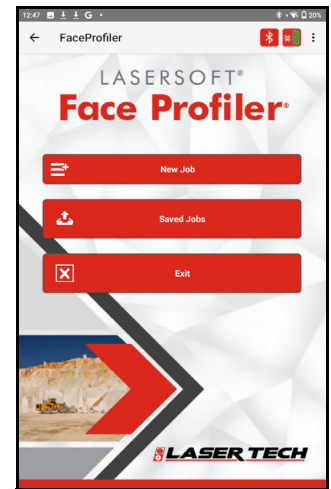 12:47 G • 20%
FaceProfiler
LASERSOFT®
Face Profiler®
New Job
Saved Jobs
Exit
LASER TECH